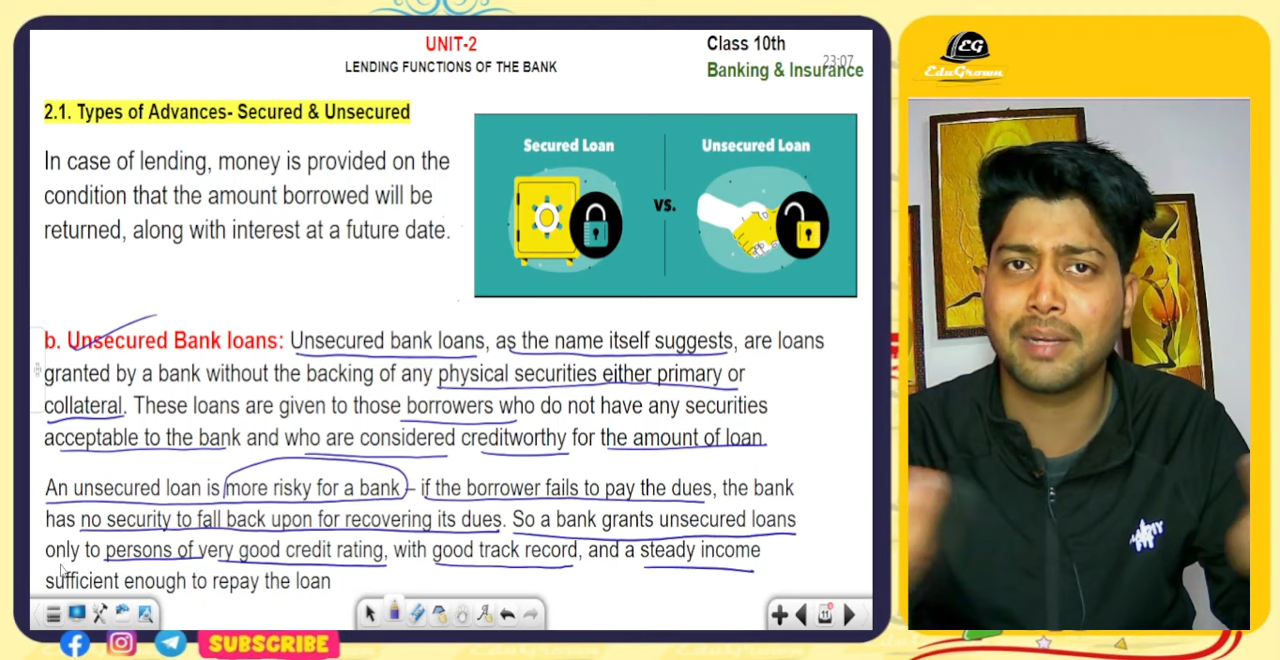 UNIT-2
LENDING FUNCTIONS OF THE BANK
Class 10th
23:07
Banking & Insurance
EG
EduGrown
2.1. Types of Advances- Secured & Unsecured
In case of lending, money is provided on the
condition that the amount borrowed will be
returned, along with interest at a future date.
Secured Loan
VS.
Unsecured Loan
b. Unsecured Bank loans: Unsecured bank loans, as the name itself suggests, are loans
granted by a bank without the backing of any physical securities either primary or
collateral. These loans are given to those borrowers who do not have any securities
acceptable to the bank and who are considered creditworthy for the amount of loan.
An unsecured loan is more risky for a bank – if the borrower fails to pay the dues, the bank
has no security to fall back upon for recovering its dues. So a bank grants unsecured loans
only to persons of very good credit rating, with good track record, and a steady income
sufficient enough to repay the loan
SUBSCRIBE